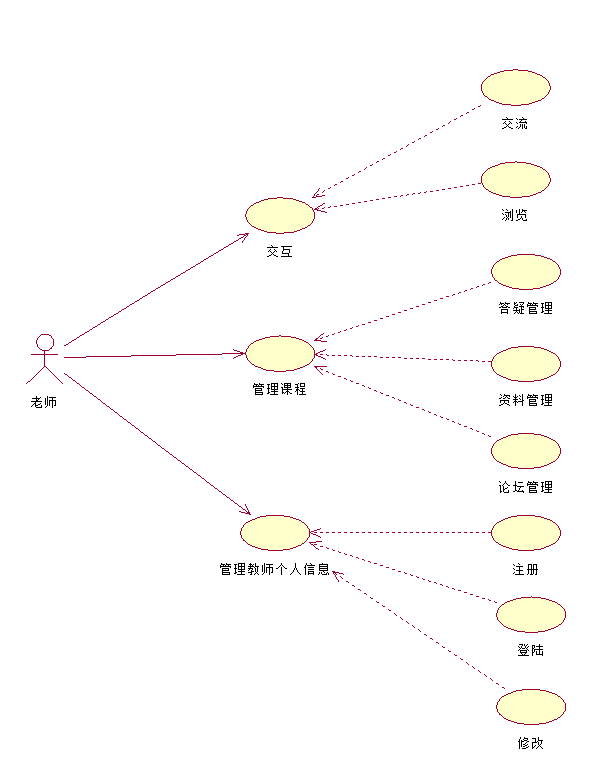 交流
浏览
交互
答疑管理
管理课程
资料管理
老师
论坛管理
管理教师个人信息
注册
登陆
修改